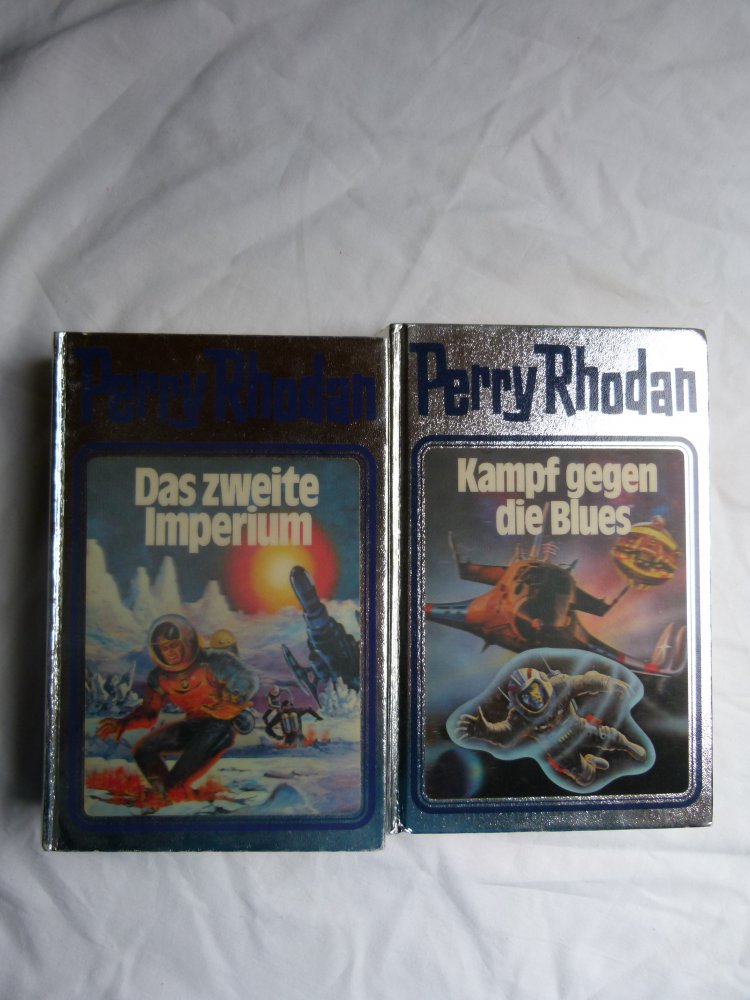 Perry Rhodan
Das zweite
Imperium
Perry Rhodan
Kampf gegen
die Blues